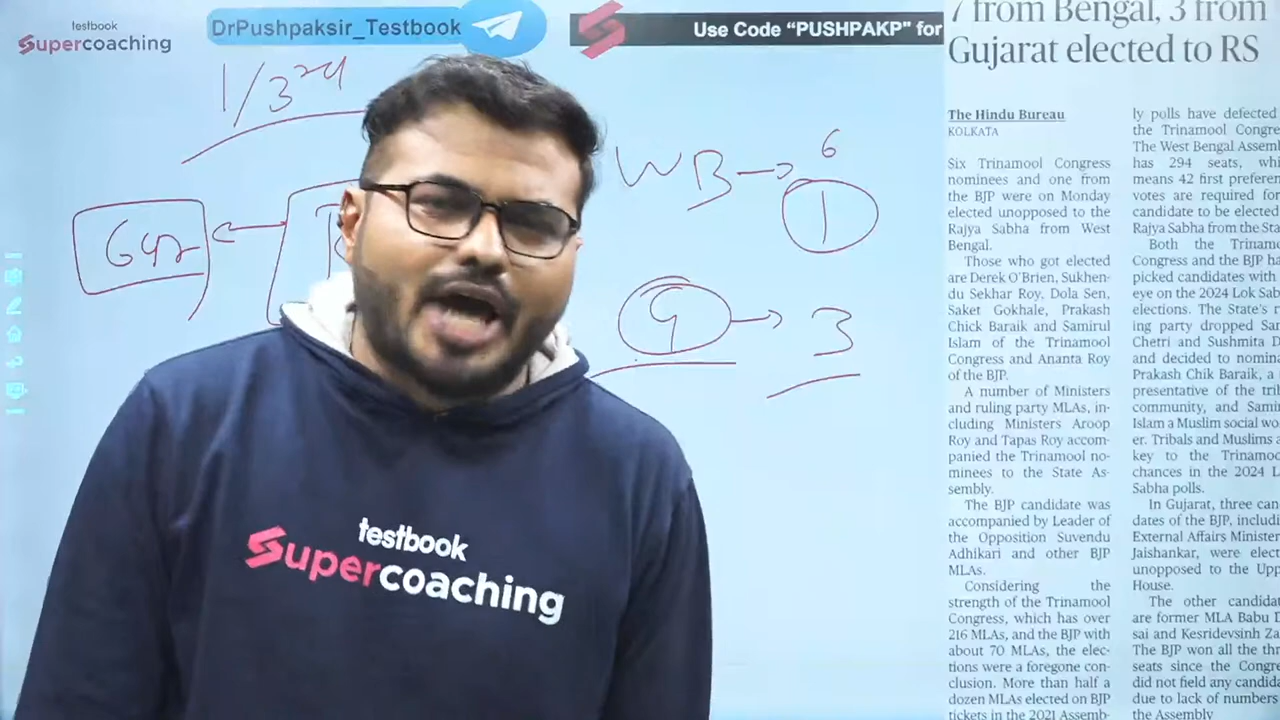 testbook
Supercoaching
DrPushpaksir_Testbook
Use Code “PUSHPAKP” for
1/3rd
WB → 6
1
G → 3
testbook
Supercoaching
7 from Bengal, 3 from
Gujarat elected to RS
The Hindu Bureau
KOLKATA
Six Trinamool Congress
nominees and one from
the BJP were on Monday
elected unopposed to the
Rajya Sabha from West
Bengal.
Those who got elected
are Derek O'Brien, Sukhen-
du Sekhar Roy, Dola Sen,
Saket Gokhale, Prakash
Chick Baraik and Samirul
Islam of the Trinamool
Congress and Ananta Roy
of the BJP.
A number of Ministers
and ruling party MLAs, in-
cluding Ministers Aroop
Roy and Tapas Roy accom-
panied the Trinamool no-
minees to the State As-
sembly.
The BJP candidate was
accompanied by Leader of
the Opposition Suvendu
Adhikari and other BJP
MLAs.
Considering the
strength of the Trinamool
Congress, which has over
216 MLAs, and the BJP with
about 70 MLAs, the elec-
tions were a foregone con-
clusion. More than half a
dozen MLAs elected on BJP
tickets in the 2021 Assemb-
ly polls have defected
the Trinamool Congre
The West Bengal Assem
has 294 seats, whi
means 42 first preferen
votes are required for
candidate to be elected
Rajya Sabha from the Sta
Both the Trinam
Congress and the BJP ha
picked candidates with
eye on the 2024 Lok Sab
elections. The State's r
ing party dropped San
Chetri and Sushmita D
and decided to nomin
Prakash Chik Baraik, a
presentative of the trib
community, and Sami
Islam a Muslim social wo
er. Tribals and Muslims a
key to the Trinamoo
chances in the 2024 L
Sabha polls.
In Gujarat, three can
dates of the BJP, includi
External Affairs Minister
Jaishankar, were elect
unopposed to the Upp
House.
The other candidat
are former MLA Babu D
sai and Kesridevsinh Za
The BJP won all the thr
seats since the Congre
did not field any candida
due to lack of numbers
the Assembly